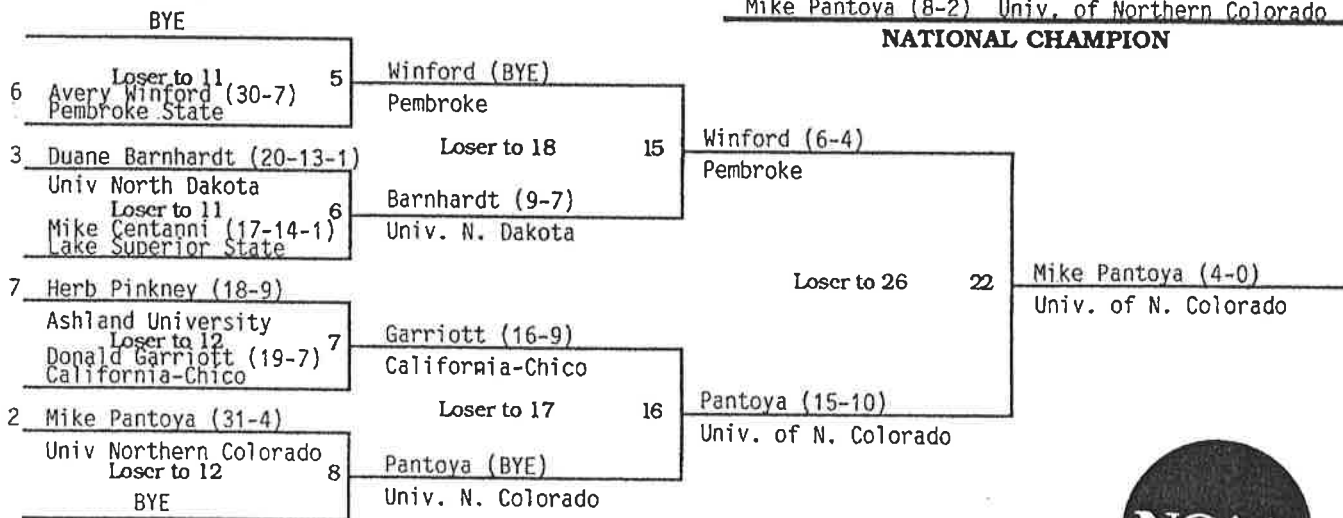 BYE
Mike Pantoya (8-2) Univ. of Northern Colorado
NATIONAL CHAMPION
Loser to 11 5
6 Avery Winford (30-7)
Pembroke State
Winford (BYE)
Pembroke
3 Duane Barnhardt (20-13-1)
Univ North Dakota
Loser to 11 6
Mike Centanni (17-14-1)
Lake Superior State
Loser to 18 15
Barnhardt (9-7)
Univ. N. Dakota
Winford (6-4)
Pembroke
7 Herb Pinkney (18-9)
Ashland University
Loser to 12 7
Donald Garriott (19-7)
California-Chico
Garriott (16-9)
California-Chico
Loser to 26 22
Mike Pantoya (4-0)
Univ. of N. Colorado
2 Mike Pantoya (31-4)
Univ Northern Colorado
Loser to 12 8
BYE
Loser to 17 16
Pantoya (BYE)
Univ. N. Colorado
Pantoya (15-10)
Univ. of N. Colorado